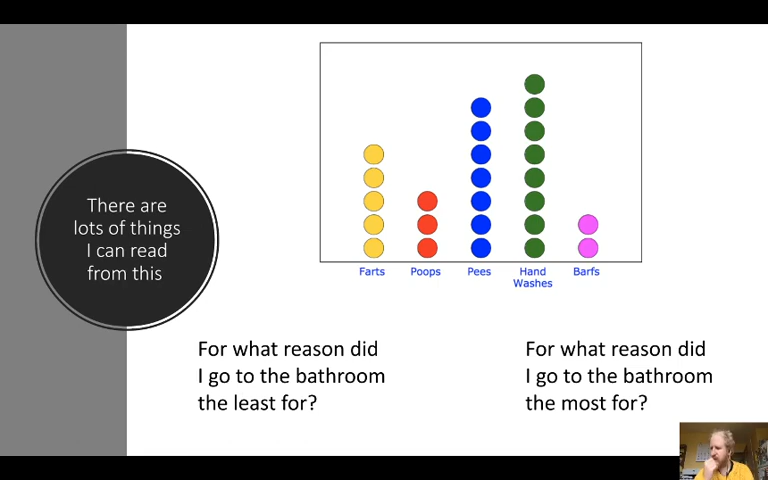 There are
lots of things
I can read
from this
Farts
Poops
Pees
Hand
Washes
Barfs
For what reason did
I go to the bathroom
the least for?
For what reason did
I go to the bathroom
the most for?